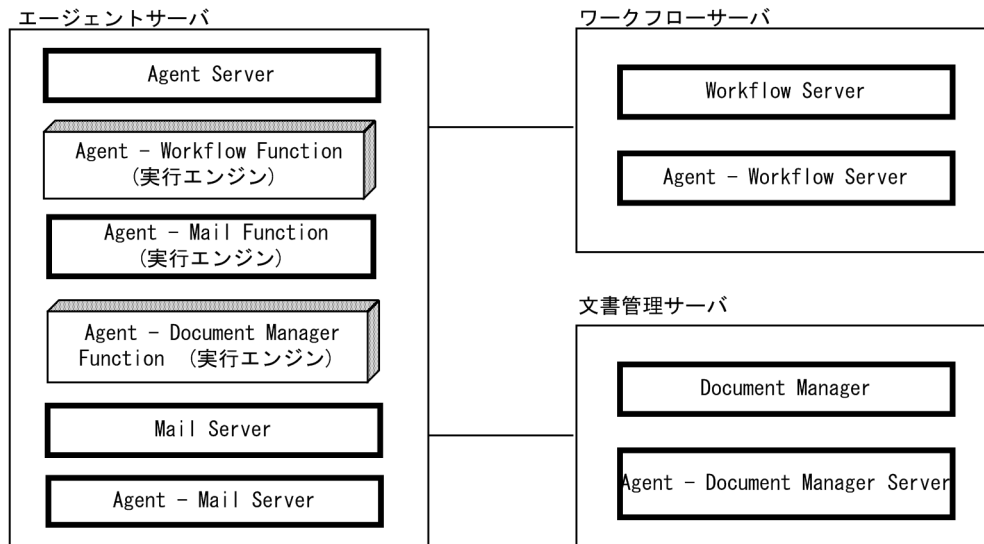 エージェントサーバ
Agent Server
Agent − Workflow Function
(実行エンジン)
Agent − Mail Function
(実行エンジン)
Agent − Document Manager
Function (実行エンジン)
Mail Server
Agent − Mail Server
ワークフローサーバ
Workflow Server
Agent − Workflow Server
文書管理サーバ
Document Manager
Agent − Document Manager Server